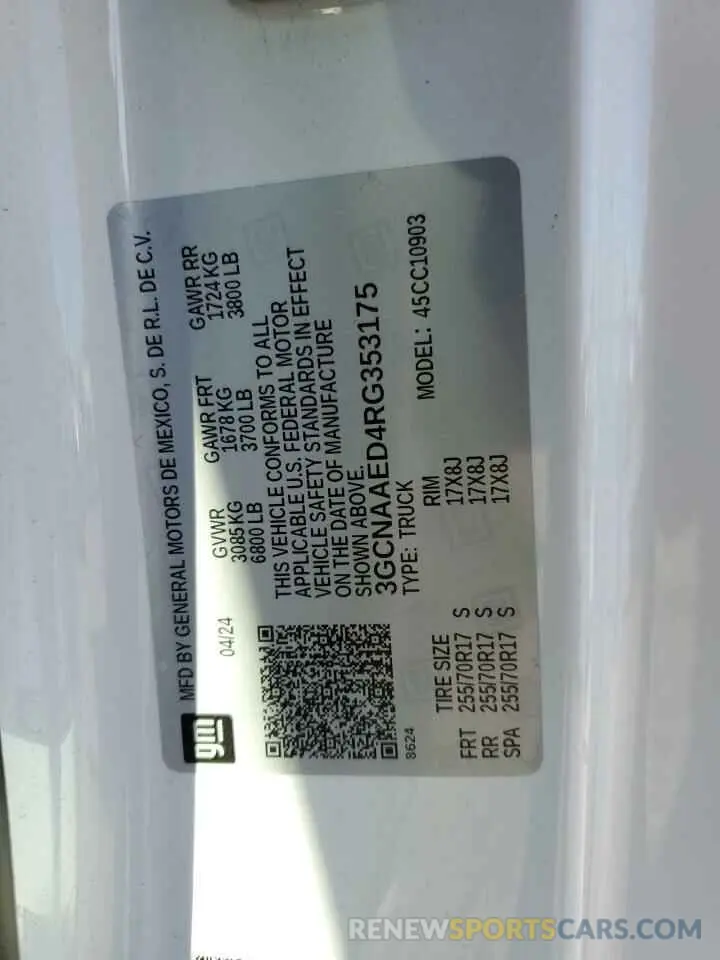 gm
MFD BY GENERAL MOTORS DE MEXICO, S. DE R.L. DE C.V.
04/24
GVWR GAWR FRT GAWR RR
3085 KG 1678 KG 1724 KG
6800 LB 3700 LB 3800 LB
THIS VEHICLE CONFORMS TO ALL
APPLICABLE U.S. FEDERAL MOTOR
VEHICLE SAFETY STANDARDS IN EFFECT
ON THE DATE OF MANUFACTURE
SHOWN ABOVE.
3GCNAAED4RG353175
TYPE: TRUCK MODEL: 45CC10903
8624
TIRE SIZE RIM
FRT 255/70R17 S 17X8J
RR 255/70R17 S 17X8J
SPA 255/70R17 S 17X8J
RENEWSPORTSCARS.COM